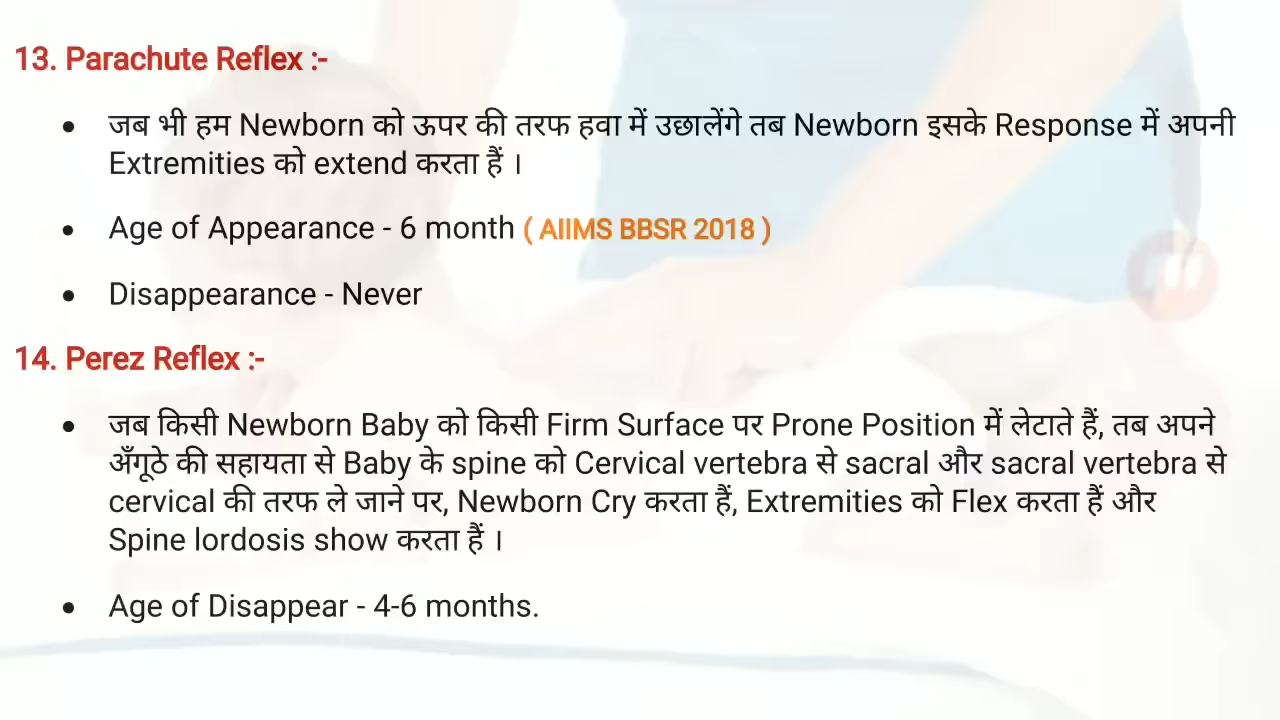 13. Parachute Reflex :-
• जब भी हम Newborn को ऊपर की तरफ हवा में उछालेंगे तब Newborn इसके Response में अपनी
Extremities को extend करता हैं ।
• Age of Appearance - 6 month ( AIIMS BBSR 2018 )
• Disappearance - Never
14. Perez Reflex :-
• जब किसी Newborn Baby को किसी Firm Surface पर Prone Position में लेटाते हैं, तब अपने
अँगूठे की सहायता से Baby के spine को Cervical vertebra से sacral और sacral vertebra से
cervical की तरफ ले जाने पर, Newborn Cry करता हैं, Extremities को Flex करता हैं और
Spine lordosis show करता हैं ।
• Age of Disappear - 4-6 months.